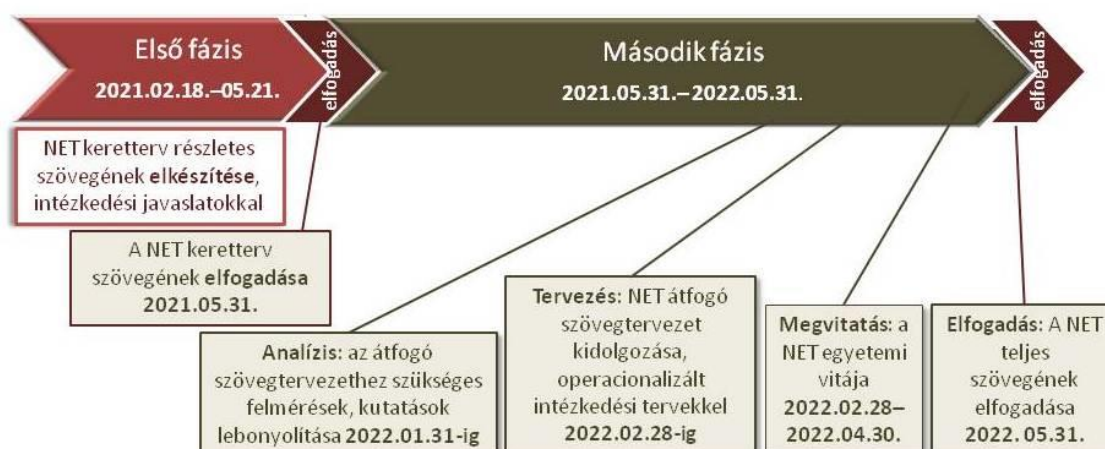 Első fázis
2021.02.18.–05.21.
elfogadás
Második fázis
2021.05.31.–2022.05.31.
elfogadás
NET keretterv részletes
szövegének elkészítése,
intézkedési javaslatokkal
A NET keretterv
szövegének elfogadása
2021.05.31.
Analízis: az átfogó
szövegtervezethez szükséges
felmérések, kutatások
lebonyolítása 2022.01.31-ig
Tervezés: NET átfogó
szövegtervezet
kidolgozása,
operacionalizált
intézkedési tervekkel
2022.02.28-ig
Megvitatás: a
NET egyetemi
vitája
2022.02.28–
2022.04.30.
Elfogadás: A NET
teljes
szövegének
elfogadása
2022. 05.31.